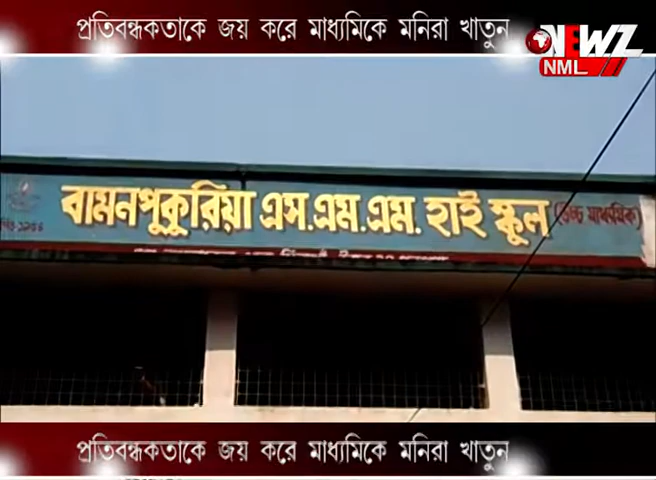 প্রতিবন্ধকতাকে জয় করে মাধ্যমিকে মনিরা খাতুন
NEWZ
NML
বামনপুকুরিয়া এস.এম.এম. হাই স্কুল (উচ্চ মাধ্যমিক)
প্রতিবন্ধকতাকে জয় করে মাধ্যমিকে মনিরা খাতুন